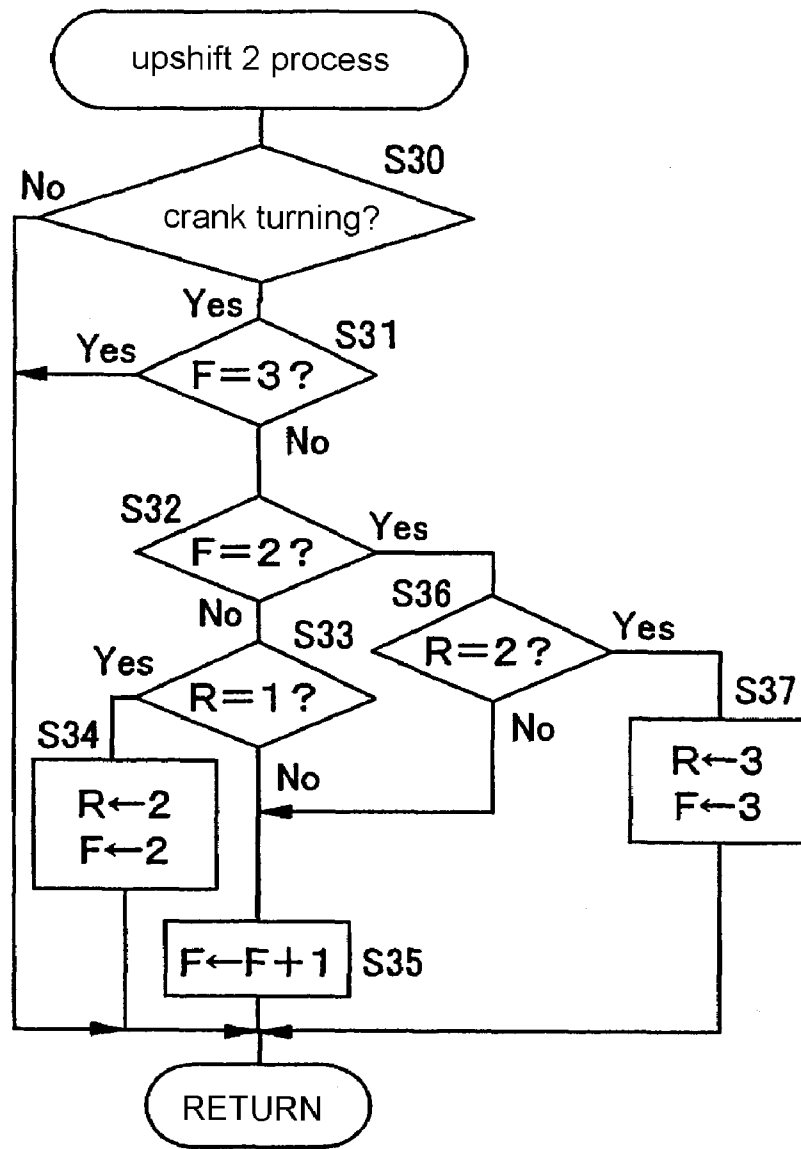 upshift 2 process
S30
No
crank turning?
Yes
S31
Yes
F=3?
No
S32
Yes
F=2?
S36
No
S33
Yes
Yes
R=2?
R=1?
S37
S34
No
No
R←3
R←2
F←3
F←2
F←F+1
S35
RETURN